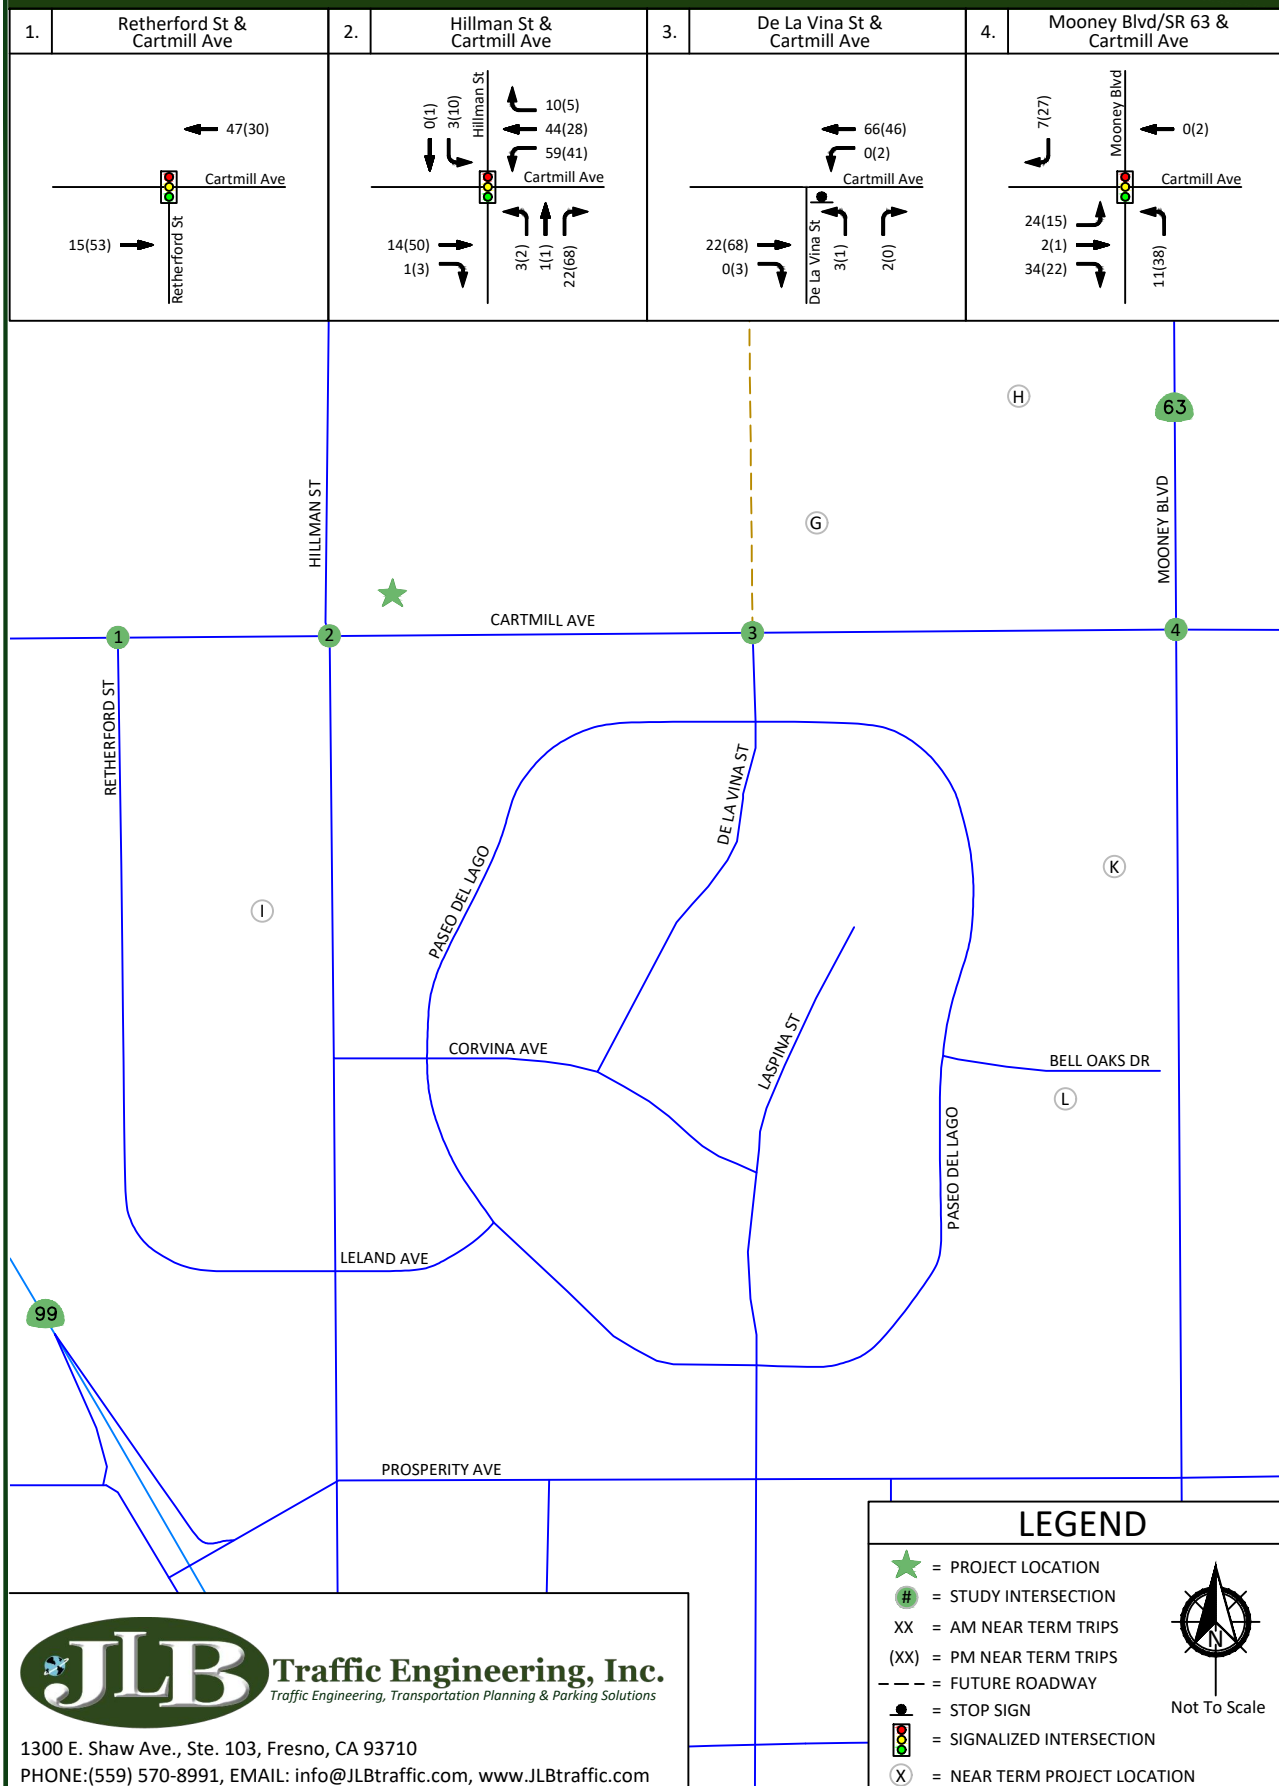 1.
Retherford St &
Cartmill Ave
2.
Hillman St &
Cartmill Ave
3.
De La Vina St &
Cartmill Ave
4.
Mooney Blvd/SR 63 &
Cartmill Ave
47(30)
Cartmill Ave
15(53)
Retherford St
0(1)
3(10)
Hillman St
10(5)
44(28)
59(41)
Cartmill Ave
14(50)
1(3)
3(2)
1(1)
22(68)
66(46)
0(2)
Cartmill Ave
22(68)
0(3)
De La Vina St
3(1)
2(0)
7(27)
Mooney Blvd
0(2)
Cartmill Ave
24(15)
2(1)
34(22)
11(38)
H
63
HILLMAN ST
G
MOONEY BLVD
CARTMILL AVE
1
2
3
4
RETHERFORD ST
DE LA VINA ST
PASEO DEL LAGO
K
I
CORVINA AVE
LASPINA ST
BELL OAKS DR
L
PASEO DEL LAGO
LELAND AVE
99
PROSPERITY AVE
LEGEND
= PROJECT LOCATION
# = STUDY INTERSECTION
XX = AM NEAR TERM TRIPS
(XX) = PM NEAR TERM TRIPS
= FUTURE ROADWAY
= STOP SIGN
= SIGNALIZED INTERSECTION
X = NEAR TERM PROJECT LOCATION
N
Not To Scale
JLB
Traffic Engineering, Inc.
Traffic Engineering, Transportation Planning & Parking Solutions
1300 E. Shaw Ave., Ste. 103, Fresno, CA 93710
PHONE:(559) 570-8991, EMAIL: info@JLBtraffic.com, www.JLBtraffic.com